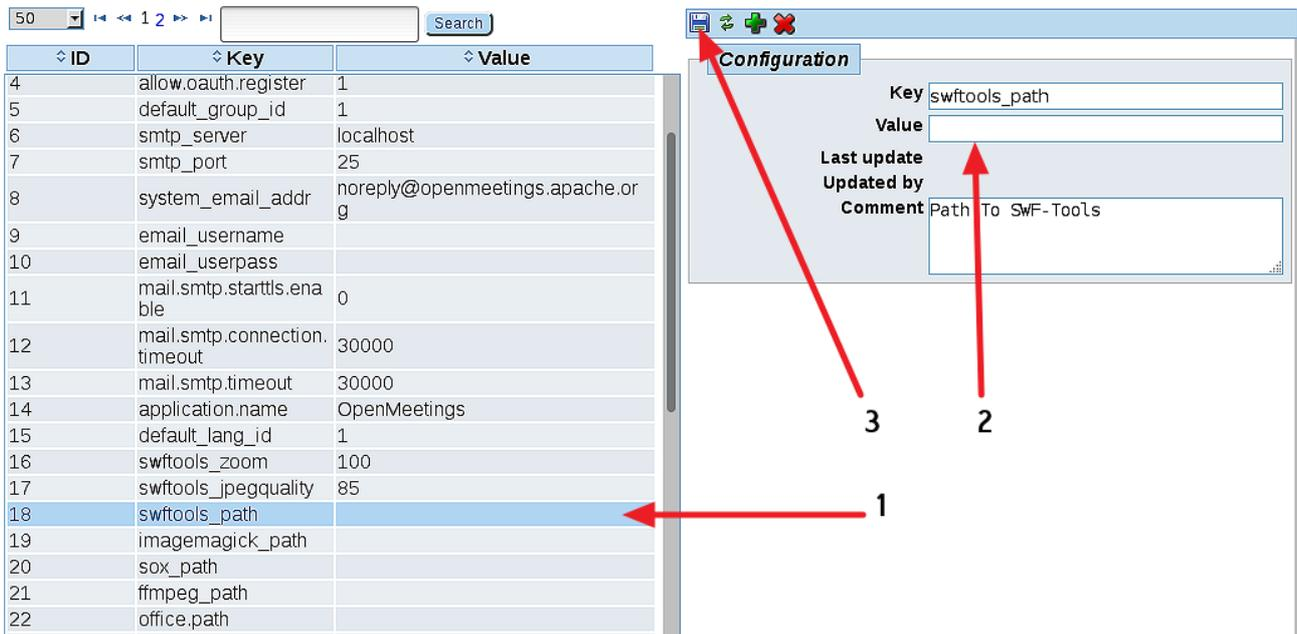 50 1 2 Search
ID Key Value
4 allow.oauth.register 1
5 default_group_id 1
6 smtp_server localhost
7 smtp_port 25
8 system_email_addr noreply@openmeetings.apache.or
g
9 email_username
10 email_userpass
11 mail.smtp.starttls.ena 0
ble
12 mail.smtp.connection. 30000
timeout
13 mail.smtp.timeout 30000
14 application.name OpenMeetings
15 default_lang_id 1
16 swftools_zoom 100
17 swftools_jpegquality 85
18 swftools_path
19 imagemagick_path
20 sox_path
21 ffmpeg_path
22 office.path
Configuration
Key swftools_path
Value
Last update
Updated by
Comment Path To SWF-Tools
3 2
1